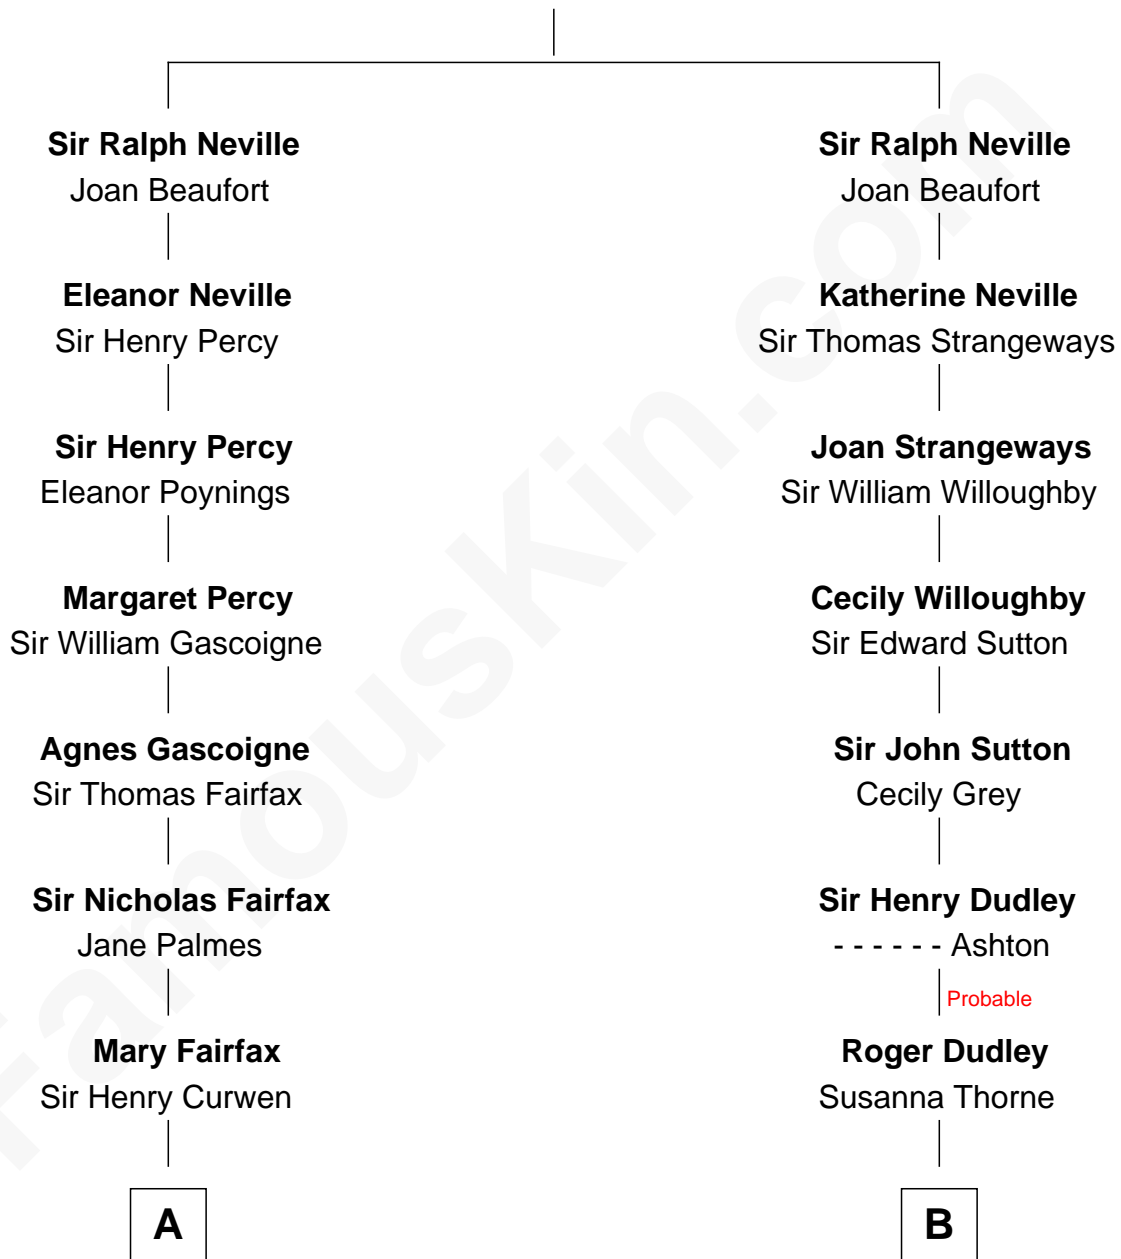 Sir Ralph Neville
Joan Beaufort
Eleanor Neville
Sir Henry Percy
Sir Henry Percy
Eleanor Poynings
Margaret Percy
Sir William Gascoigne
Agnes Gascoigne
Sir Thomas Fairfax
Sir Nicholas Fairfax
Jane Palmes
Mary Fairfax
Sir Henry Curwen
A
Sir Ralph Neville
Joan Beaufort
Katherine Neville
Sir Thomas Strangeways
Joan Strangeways
Sir William Willoughby
Cecily Willoughby
Sir Edward Sutton
Sir John Sutton
Cecily Grey
Sir Henry Dudley
- - - - - - Ashton
Probable
Roger Dudley
Susanna Thorne
B
FamousKin.com